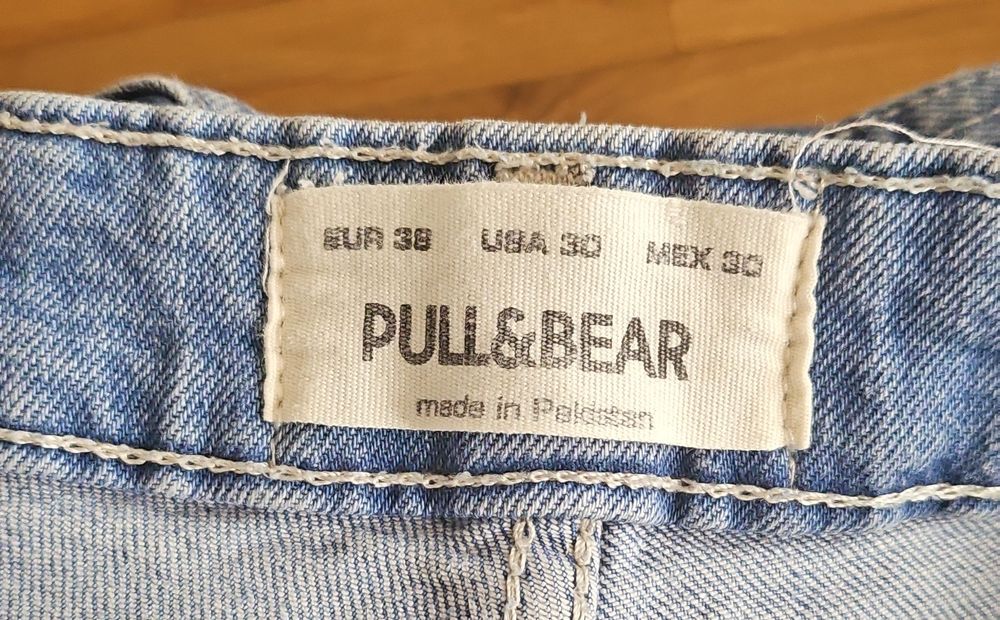 EUR 38 USA 30 MEX 30
PULL&BEAR
made in Pakistan